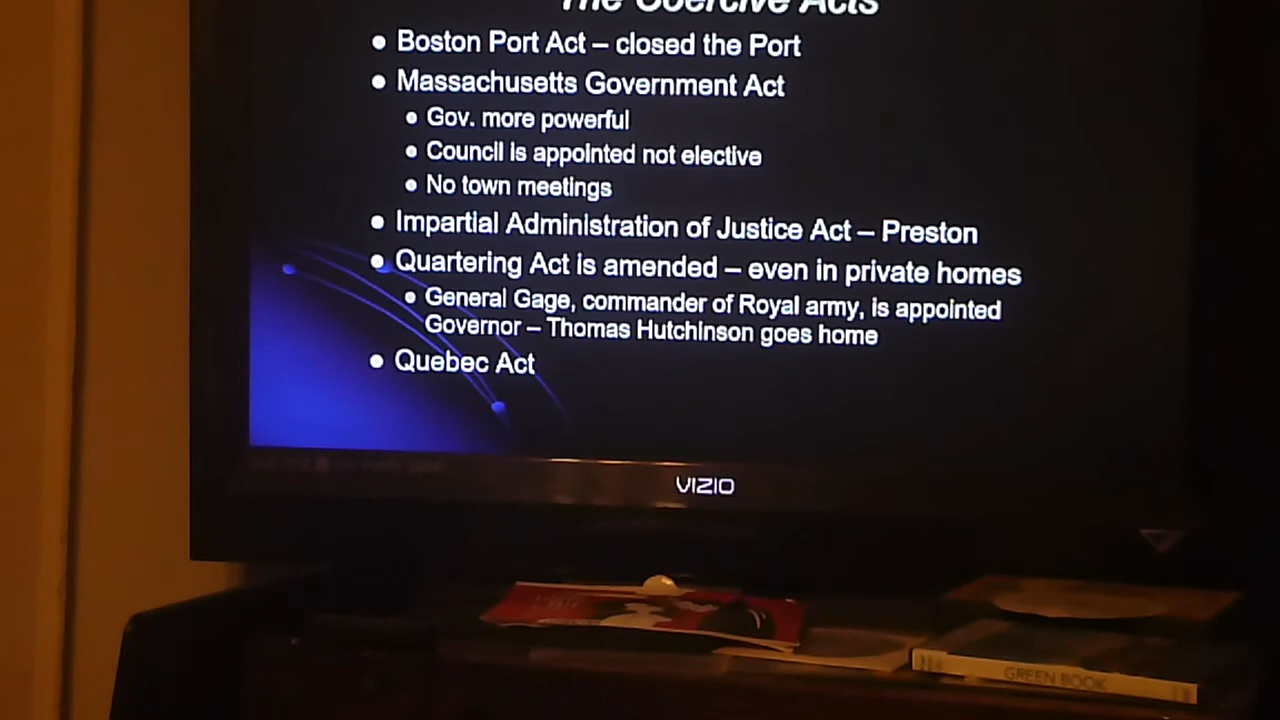 The Coercive Acts
• Boston Port Act – closed the Port
• Massachusetts Government Act
• Gov. more powerful
• Council is appointed not elective
• No town meetings
• Impartial Administration of Justice Act – Preston
• Quartering Act is amended – even in private homes
• General Gage, commander of Royal army, is appointed
Governor – Thomas Hutchinson goes home
• Quebec Act
VIZIO
GREEN BOOK